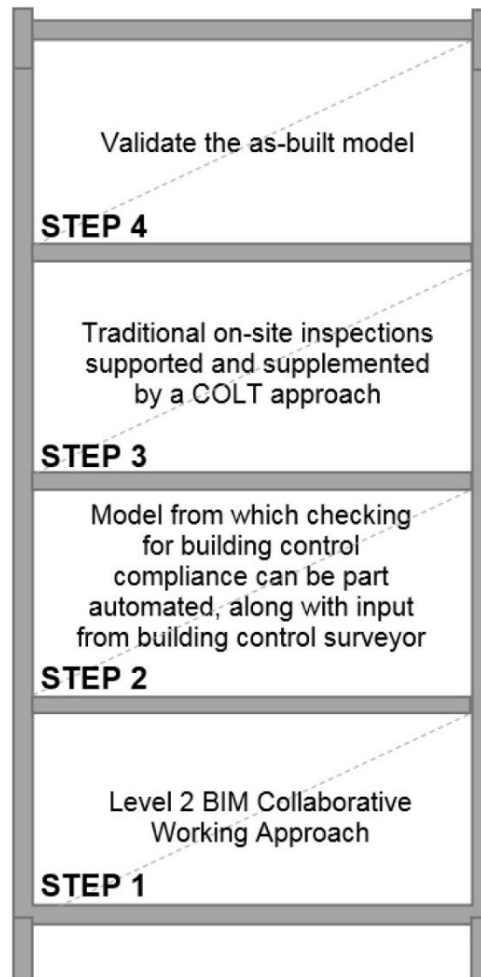 Validate the as-built model
STEP 4
Traditional on-site inspections
supported and supplemented
by a COLT approach
STEP 3
Model from which checking
for building control
compliance can be part
automated, along with input
from building control surveyor
STEP 2
Level 2 BIM Collaborative
Working Approach
STEP 1